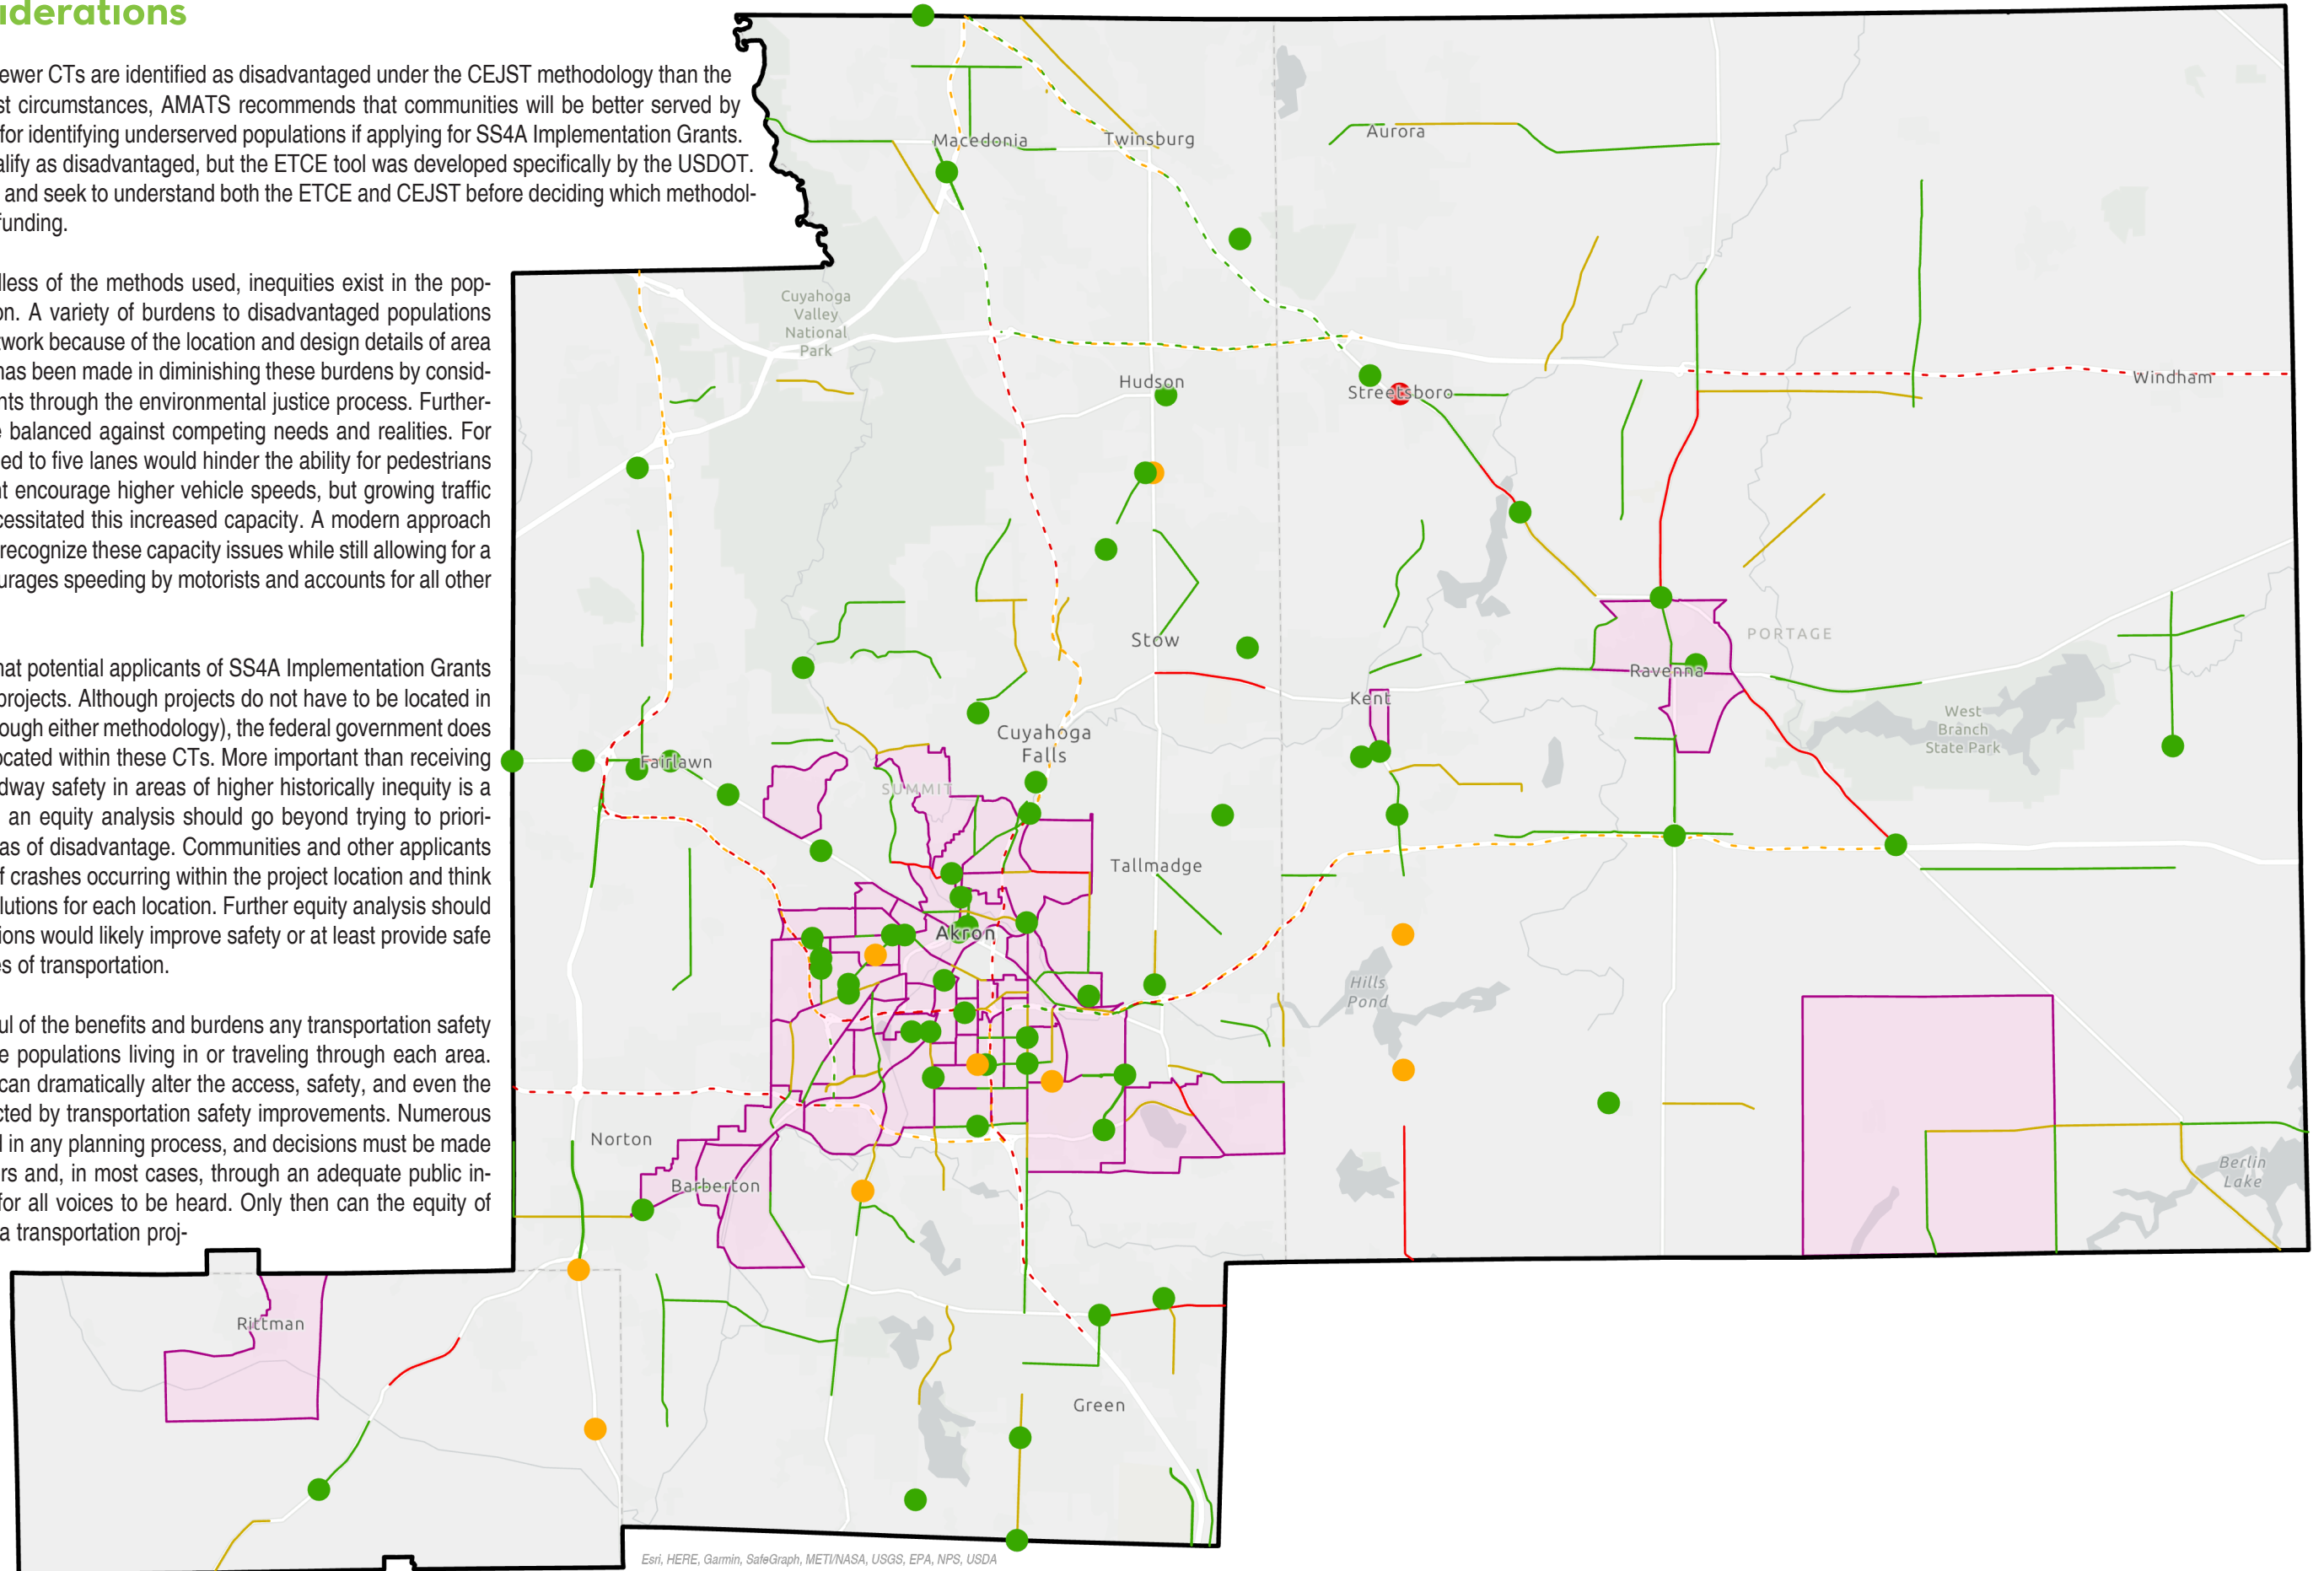 iderations
ewer CTs are identified as disadvantaged under the CEJST methodology than the
st circumstances, AMATS recommends that communities will be better served by
for identifying underserved populations if applying for SS4A Implementation Grants.
alify as disadvantaged, but the ETCE tool was developed specifically by the USDOT.
and seek to understand both the ETCE and CEJST before deciding which methodol-
funding.
dless of the methods used, inequities exist in the pop-
on. A variety of burdens to disadvantaged populations
twork because of the location and design details of area
has been made in diminishing these burdens by consid-
nts through the environmental justice process. Further-
e balanced against competing needs and realities. For
ed to five lanes would hinder the ability for pedestrians
nt encourage higher vehicle speeds, but growing traffic
cessitated this increased capacity. A modern approach
recognize these capacity issues while still allowing for a
urages speeding by motorists and accounts for all other
hat potential applicants of SS4A Implementation Grants
projects. Although projects do not have to be located in
ough either methodology), the federal government does
ocated within these CTs. More important than receiving
dway safety in areas of higher historically inequity is a
an equity analysis should go beyond trying to priori-
as of disadvantage. Communities and other applicants
f crashes occurring within the project location and think
lutions for each location. Further equity analysis should
ions would likely improve safety or at least provide safe
es of transportation.
ul of the benefits and burdens any transportation safety
e populations living in or traveling through each area.
can dramatically alter the access, safety, and even the
cted by transportation safety improvements. Numerous
d in any planning process, and decisions must be made
rs and, in most cases, through an adequate public in-
for all voices to be heard. Only then can the equity of
a transportation proj-
Macedonia
Twinsburg
Aurora
Cuyahoga
Valley
National
Park
Hudson
Streetsboro
Windham
Stow
PORTAGE
Ravenna
Kent
West
Branch
State Park
Cuyahoga
Falls
Fairlawn
SUMMIT
Tallmadge
Akron
Hills
Pond
Norton
Barberton
Berlin
Lake
Rittman
Green
Esri, HERE, Garmin, SafeGraph, METI/NASA, USGS, EPA, NPS, USDA